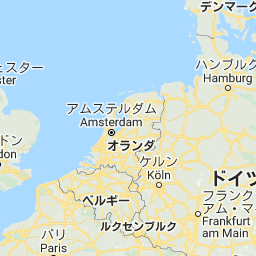 デンマーク
ハンブルク
Hamburg
ェスター
ster
アムステルダム
Amsterdam
オランダ
ドン
don
ケルン
Köln
ドイツ
ベルギー
フランク
アム・マ
Frankfurt
am Main
ルクセンブルク
パリ
Paris